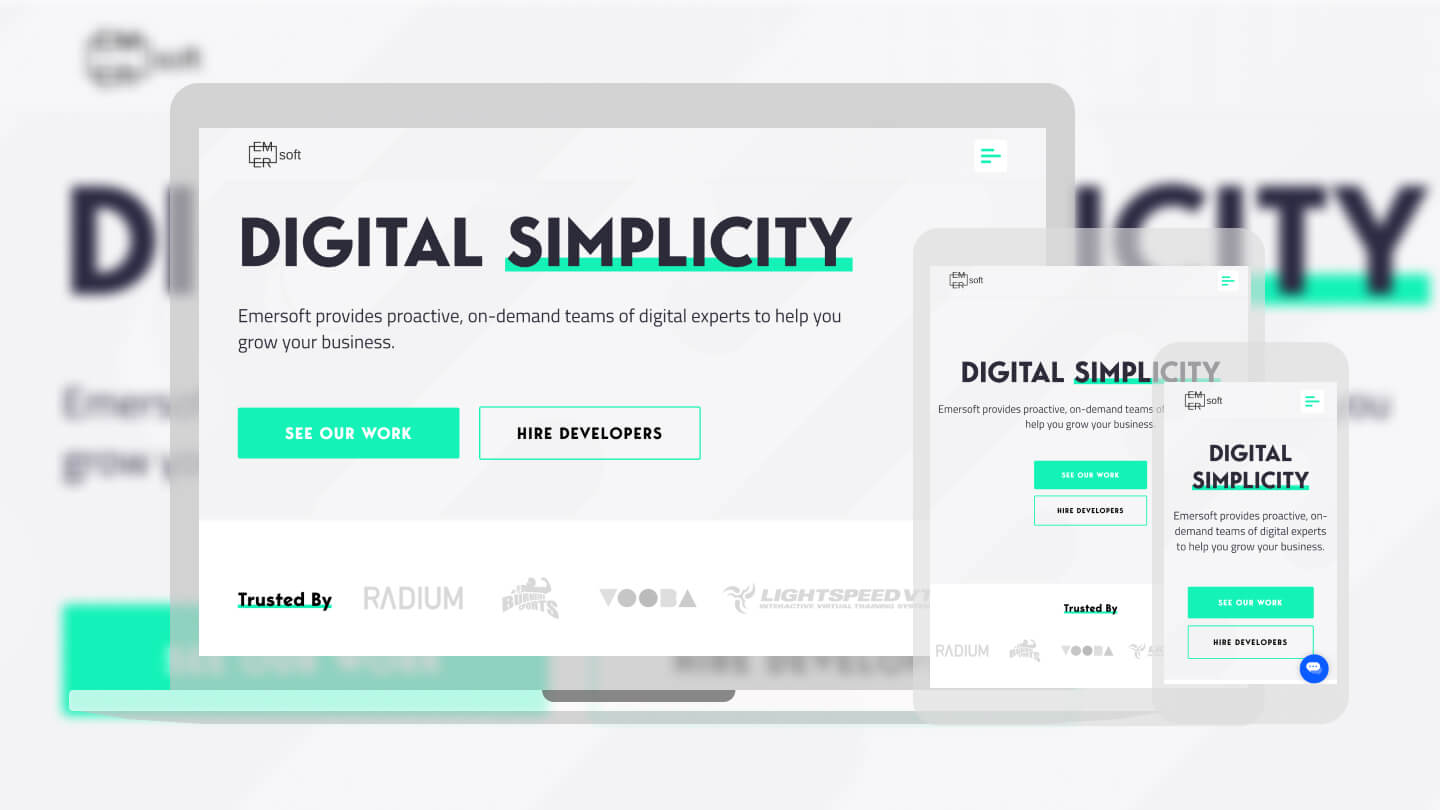 EM
ER soft
DIGITAL SIMPLICITY
Emersoft provides proactive, on-demand teams of digital experts to help you
grow your business.
SEE OUR WORK
HIRE DEVELOPERS
Trusted By
RADIUM
BURNING
SPORTS
VOOBA
LIGHTSPEED VT
INTERACTIVE VIRTUAL TRAINING SYSTEM
EM
ER soft
DIGITAL SIMPLICITY
Emersoft provides proactive, on-demand teams of
help you grow your business.
SEE OUR WORK
HIRE DEVELOPERS
Trusted By
RADIUM
VOOBA
EM
ER soft
DIGITAL
SIMPLICITY
Emersoft provides proactive, on-
demand teams of digital experts
to help you grow your business.
SEE OUR WORK
HIRE DEVELOPERS